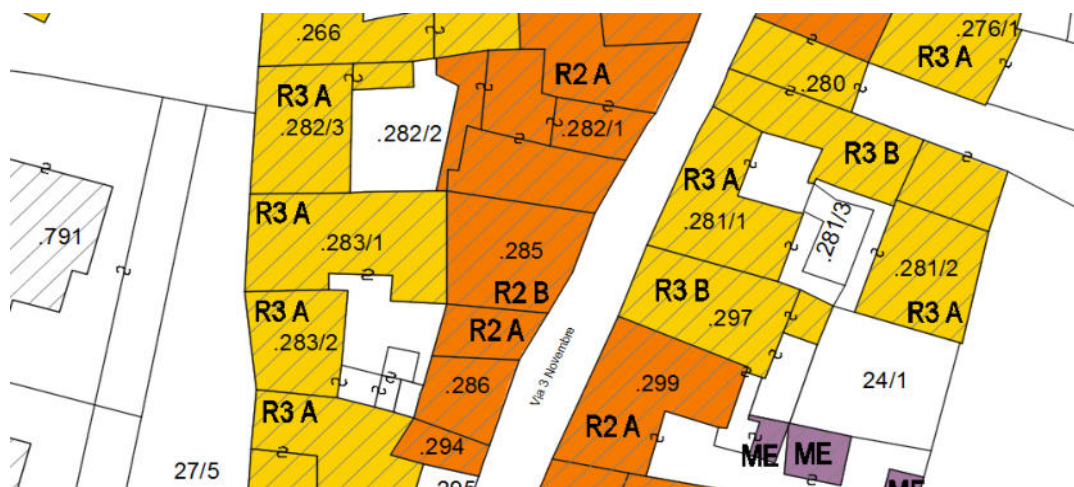 .266
R2 A
.276/1
R3 A
R3 A
.280
.282/3
.282/2
.282/1
R3 B
R3 A
R3 A
.281/1
.281/3
.791
.283/1
.285
.281/2
R2 B
R3 B
R3 A
R3 A
.297
.283/2
R2 A
Via 3 Novembre
.286
.299
24/1
R3 A
R2 A
.294
ME
ME
27/5
295
ME